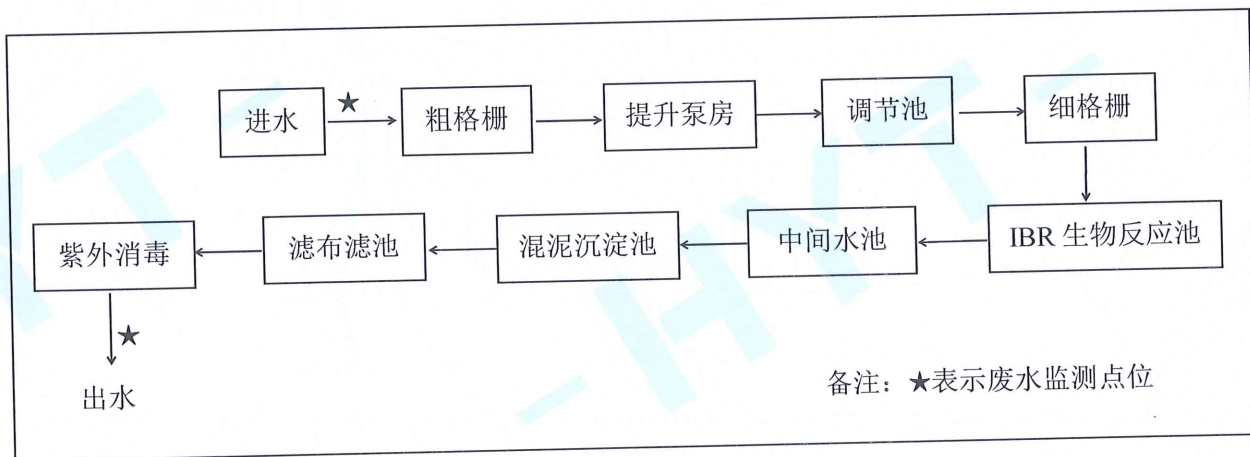 进水
★
粗格栅
提升泵房
调节池
细格栅
紫外消毒
滤布滤池
混泥沉淀池
中间水池
IBR 生物反应池
★
出水
备注：★表示废水监测点位
HYT
HYT